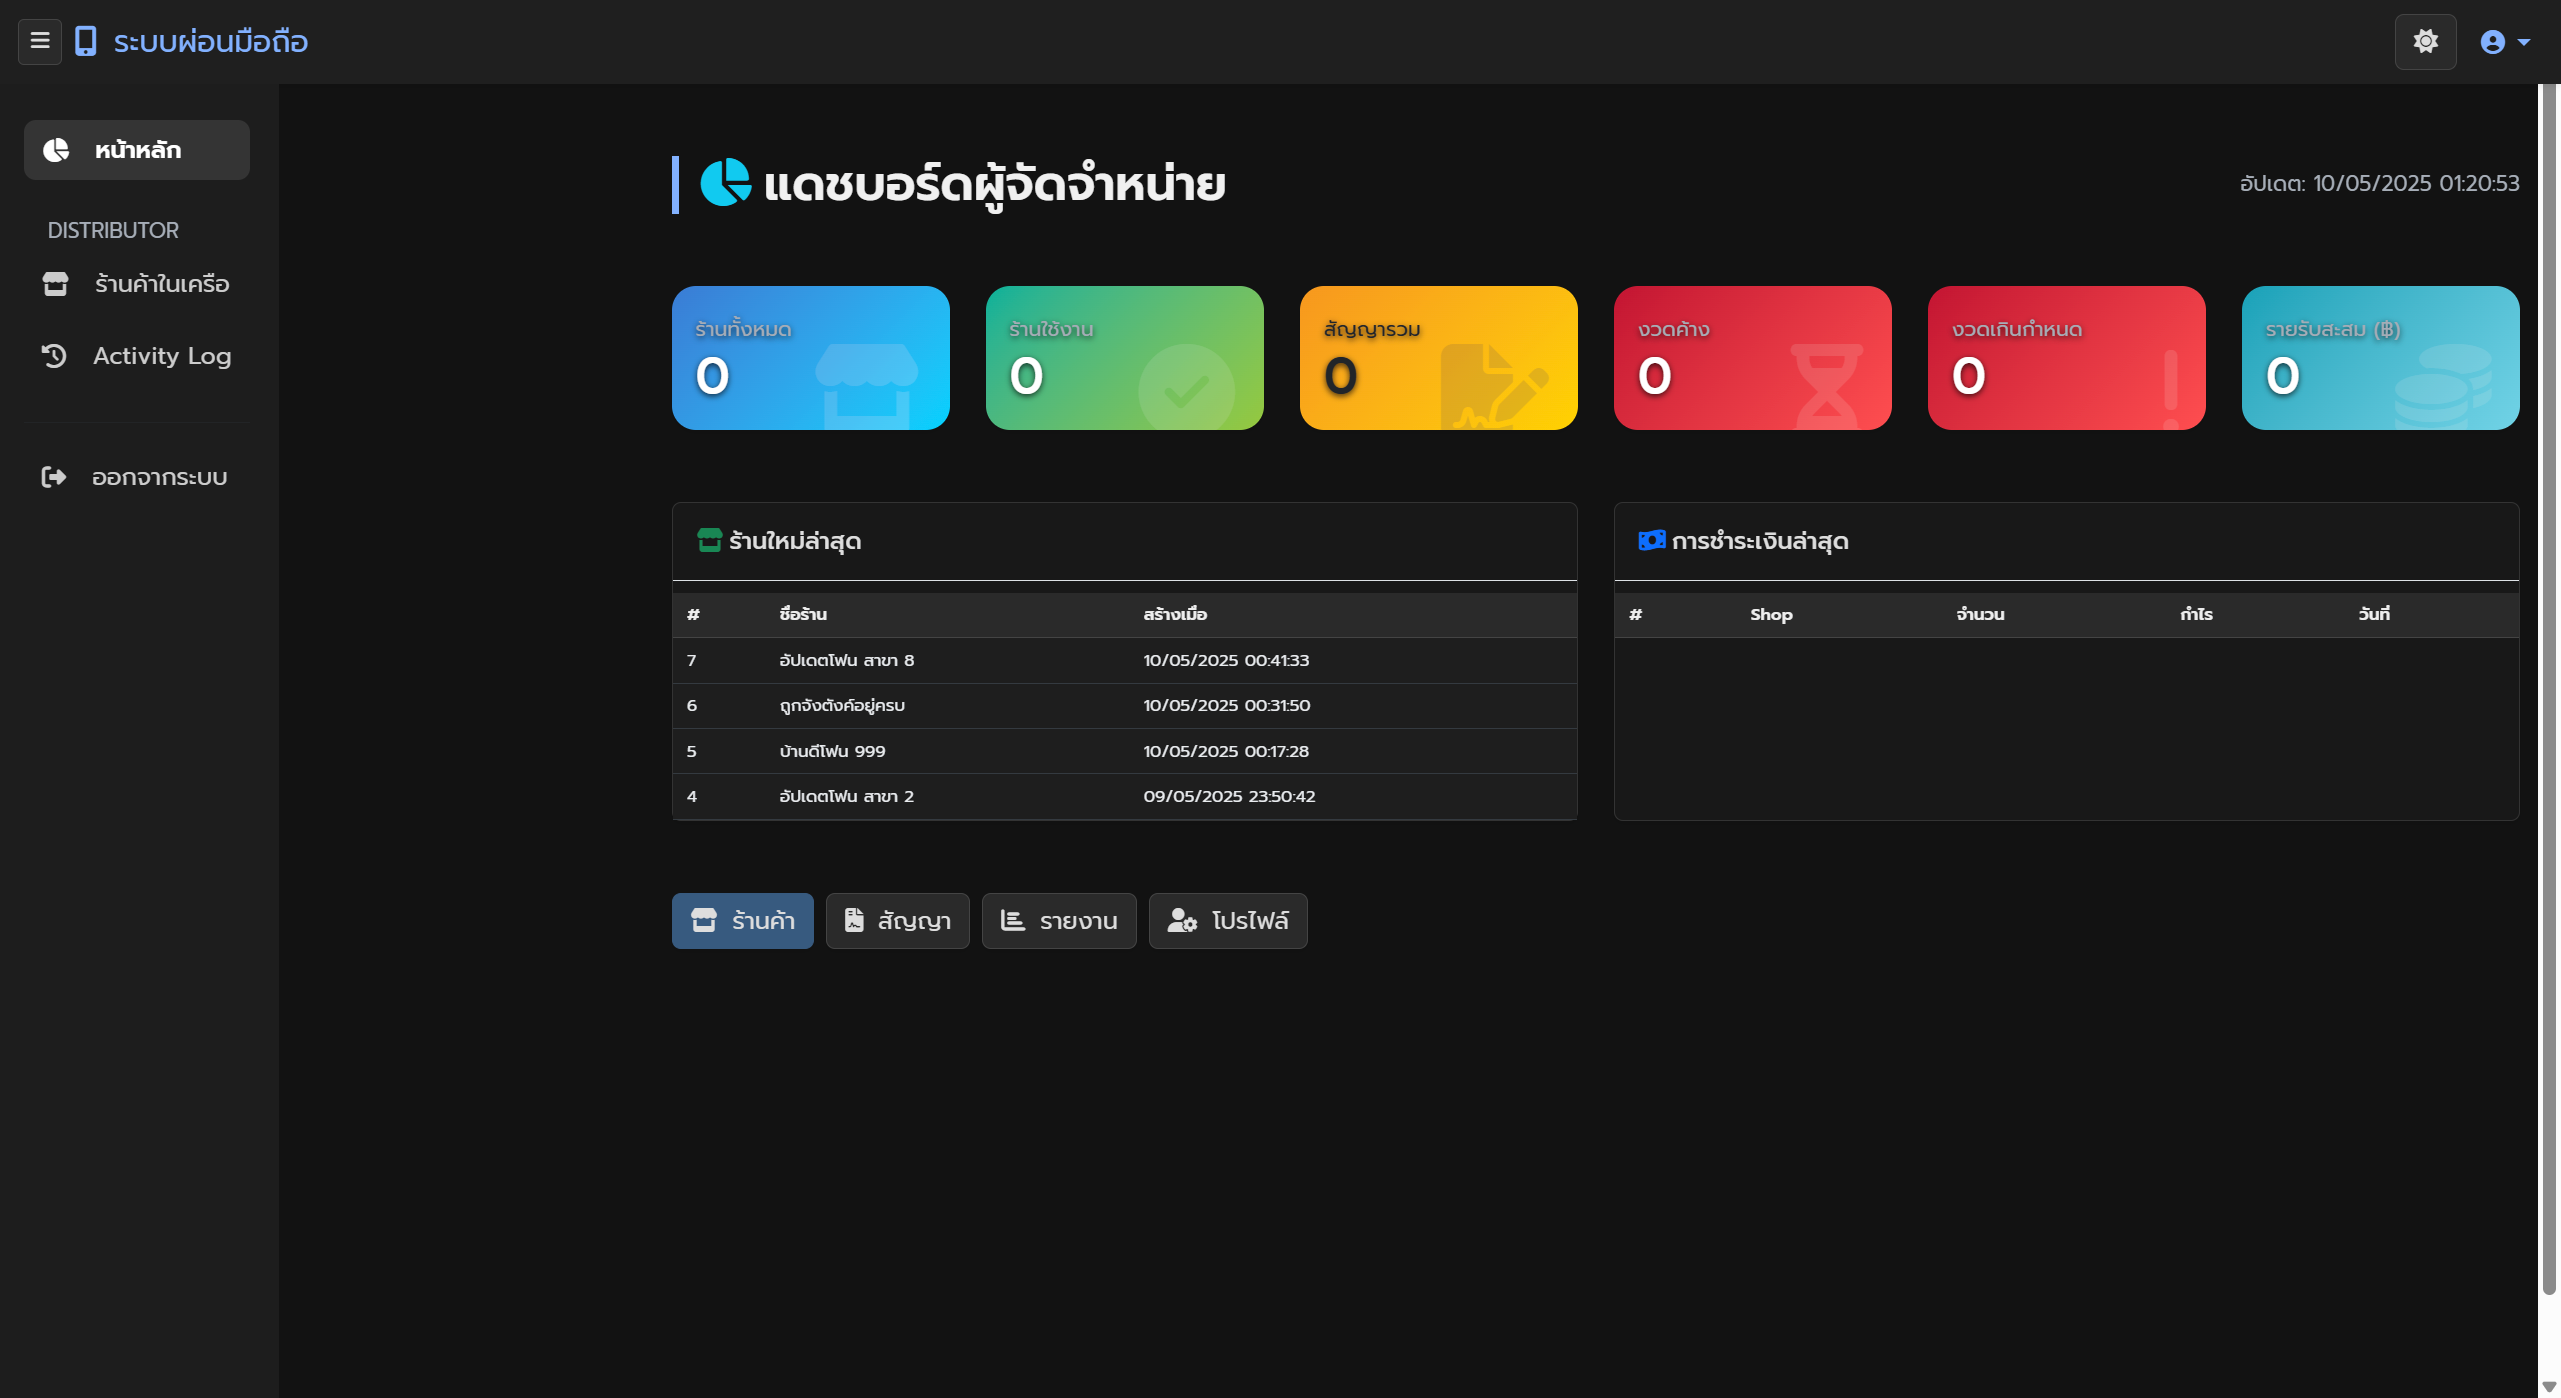 ระบบผ่อนมือถือ
หน้าหลัก
DISTRIBUTOR
ร้านค้าในเครือ
Activity Log
ออกจากระบบ
แดชบอร์ดผู้จัดจำหน่าย
อัปเดต: 10/05/2025 01:20:53
ร้านทั้งหมด
0
ร้านใช้งาน
0
สัญญารวม
0
งวดค้าง
0
งวดเกินกำหนด
0
รายรับสะสม (฿)
0
ร้านใหม่ล่าสุด
# ชื่อร้าน สร้างเมื่อ
7 อัปเดตโฟน สาขา 8 10/05/2025 00:41:33
6 ถูกจังตังค์อยู่ครบ 10/05/2025 00:31:50
5 บ้านดีโฟน 999 10/05/2025 00:17:28
4 อัปเดตโฟน สาขา 2 09/05/2025 23:50:42
การชำระเงินล่าสุด
# Shop จำนวน กำไร วันที่
ร้านค้า
สัญญา
รายงาน
โปรไฟล์